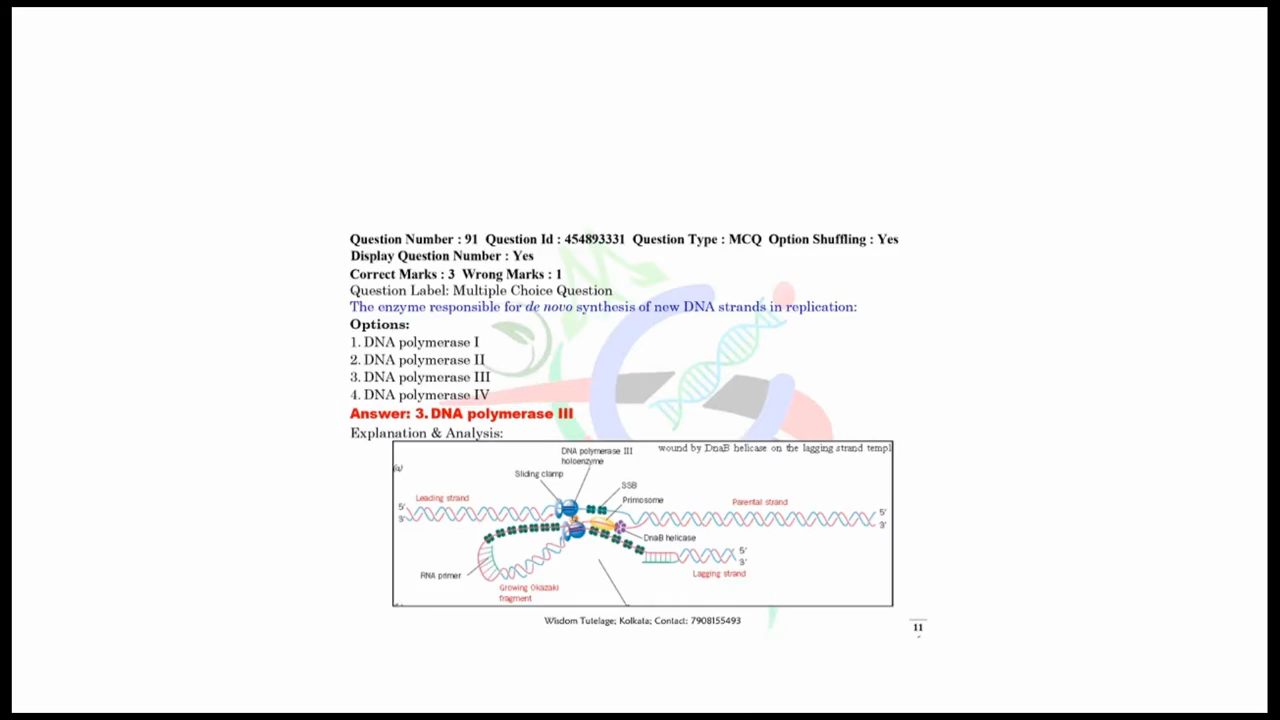 Question Number : 91 Question Id : 454893331 Question Type : MCQ Option Shuffling : Yes
Display Question Number : Yes
Correct Marks : 3 Wrong Marks : 1
Question Label: Multiple Choice Question
The enzyme responsible for de novo synthesis of new DNA strands in replication:
Options:
1. DNA polymerase I
2. DNA polymerase II
3. DNA polymerase III
4. DNA polymerase IV
Answer: 3. DNA polymerase III
Explanation & Analysis:
wound by DnaB helicase on the lagging strand templ
(a)
DNA polymerase III
holoenzyme
Sliding clamp
SSB
Primosome
Leading strand
Parental strand
5'
3'
5'
3'
DnaB helicase
5'
3'
Lagging strand
RNA primer
Growing Okazaki
fragment
Wisdom Tutelage; Kolkata; Contact: 7908155493
11